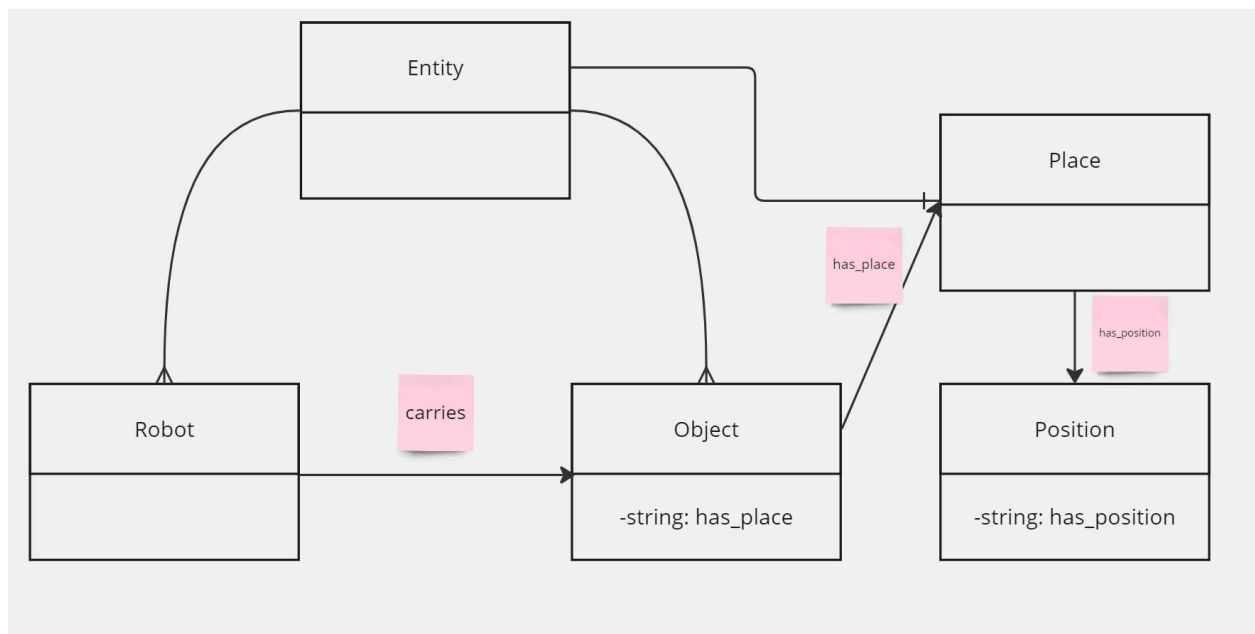 Entity
Place
has_place
has_position
carries
Robot
Object
Position
-string: has_place
-string: has_position